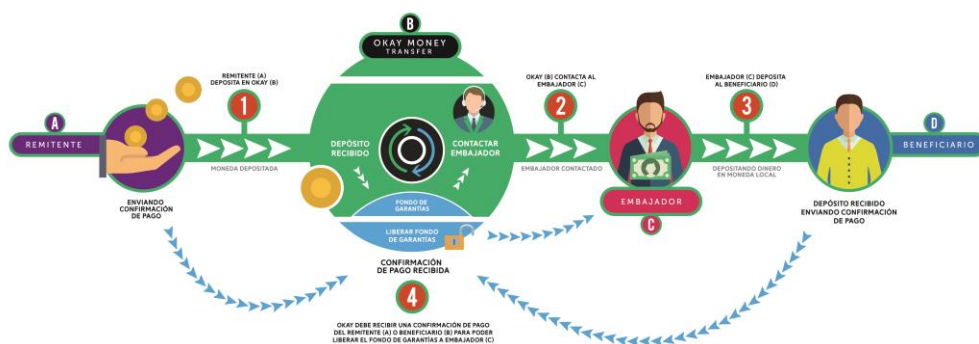 B
OKAY MONEY
TRANSFER
REMITENTE (A)
DEPOSITA EN OKAY (B)
1
OKAY (B) CONTACTA AL
EMBAJADOR (C)
2
EMBAJADOR (C) DEPOSITA
AL BENEFICIARIO (D)
3
A
REMITENTE
MONEDA DEPOSITADA
DEPÓSITO
RECIBIDO
CONTACTAR
EMBAJADOR
EMBAJADOR CONTACTADO
DEPOSITANDO DINERO
EN MONEDA LOCAL
D
BENEFICIARIO
ENVIANDO
CONFIRMACIÓN
DE PAGO
FONDO DE
GARANTÍAS
EMBAJADOR
C
DEPÓSITO RECIBIDO
ENVIANDO CONFIRMACIÓN
DE PAGO
LIBERAR FONDO
DE GARANTÍAS
CONFIRMACIÓN
DE PAGO RECIBIDA
4
OKAY DEBE RECIBIR UNA CONFIRMACIÓN DE PAGO
DEL REMITENTE (A) O BENEFICIARIO (B) PARA PODER
LIBERAR EL FONDO DE GARANTÍAS A EMBAJADOR (C)